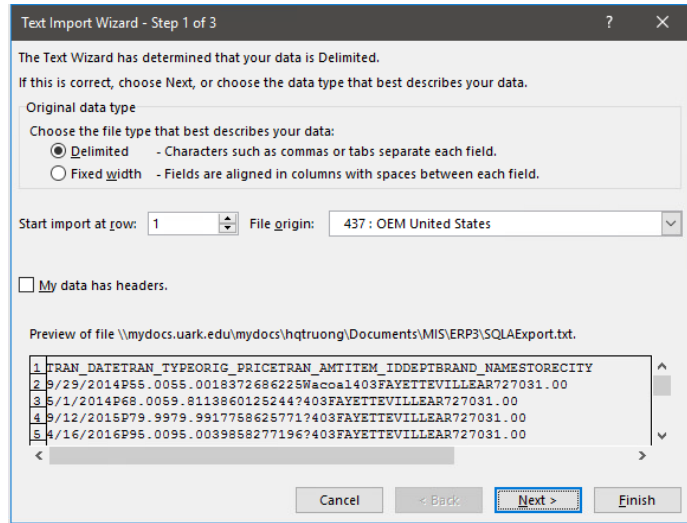 Text Import Wizard - Step 1 of 3
The Text Wizard has determined that your data is Delimited.
If this is correct, choose Next, or choose the data type that best describes your data.
Original data type
Choose the file type that best describes your data:
Delimited - Characters such as commas or tabs separate each field.
Fixed width - Fields are aligned in columns with spaces between each field.
Start import at row: 1 File origin: 437 : OEM United States
My data has headers.
Preview of file \\mydocs.uark.edu\mydocs\hqtruong\Documents\MIS\ERP3\SQLAExport.txt.
1 TRAN_DATETRAN_TYPEORIG_PRICETRAN_AMTITEM_IDDEPTBRAND_NAMESTORECITY
2 9/29/2014P55.0055.0018372686225Wacoal403FAYETTEVILLEAR727031.00
3 5/1/2014P68.0059.8113860125244?403FAYETTEVILLEAR727031.00
4 9/12/2015P79.9979.9917758625771?403FAYETTEVILLEAR727031.00
5 4/16/2016P95.0095.0039858277196?403FAYETTEVILLEAR727031.00
Cancel < Back Next > Finish